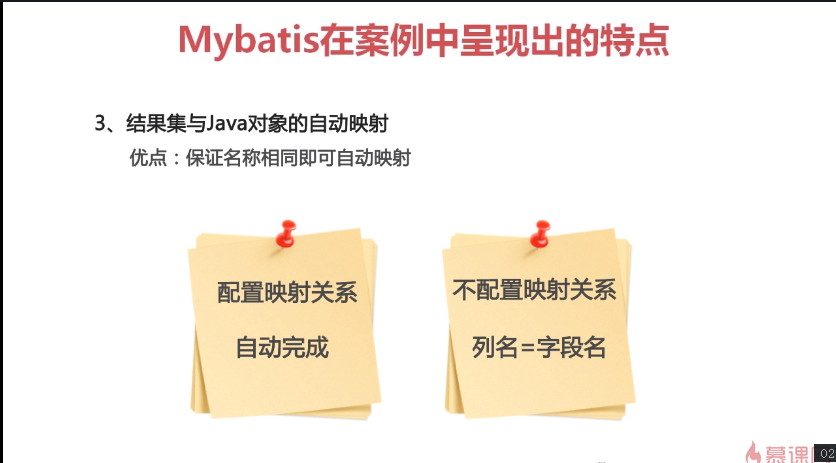 Mybatis在案例中呈现出的特点
3、结果集与Java对象的自动映射
优点：保证名称相同即可自动映射
配置映射关系
自动完成
不配置映射关系
列名=字段名
慕课
02